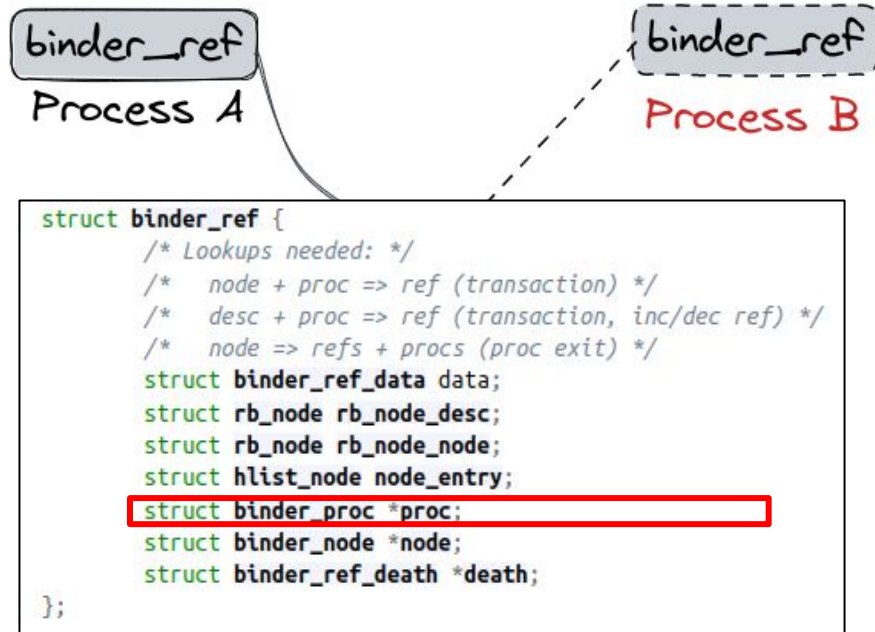 binder_ref
Process A
binder_ref
Process B
struct binder_ref {
/* Lookups needed: */
/*   node + proc => ref (transaction) */
/*   desc + proc => ref (transaction, inc/dec ref) */
/*   node => refs + procs (proc exit) */
struct binder_ref_data data;
struct rb_node rb_node_desc;
struct rb_node rb_node_node;
struct hlist_node node_entry;
struct binder_proc *proc;
struct binder_node *node;
struct binder_ref_death *death;
};